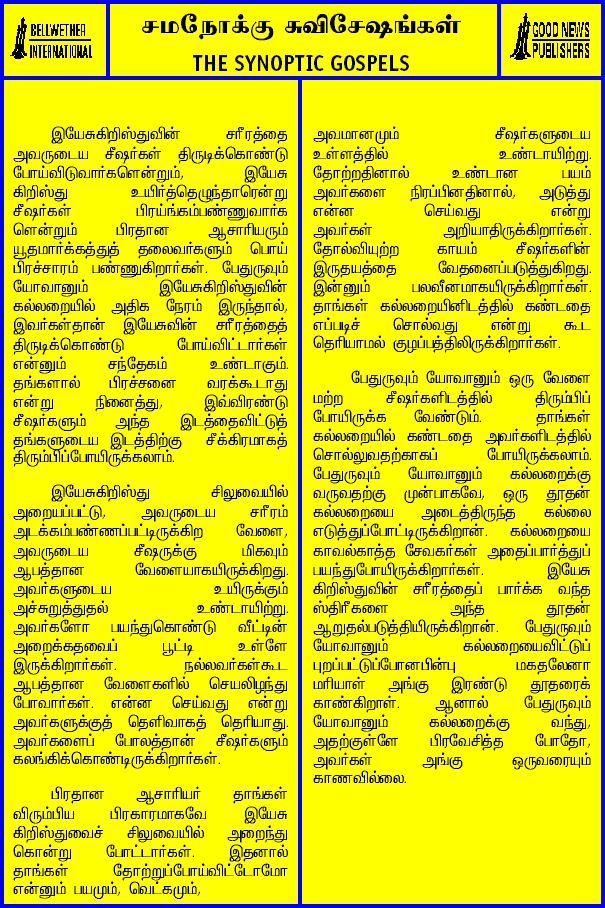 BELLWETHER
INTERNATIONAL
சமநோக்கு சுவிசேஷங்கள்
THE SYNOPTIC GOSPELS
GOOD NEWS
PUBLISHERS
இயேசுகிறிஸ்துவின் சரீரத்தை
அவருடைய சீஷர்கள் திருடிக்கொண்டு
போய்விடுவார்களென்றும், இயேசு
கிறிஸ்து உயிர்த்தெழுந்தாரென்று
சீஷர்கள் பிரய்ங்கம்பண்ணுவார்க
ளென்றும் பிரதான ஆசாரியரும்
யூதமார்க்கத்துத் தலைவர்களும் பொய்
பிரச்சாரம் பண்ணுகிறார்கள். பேதுருவும்
யோவானும் இயேசுகிறிஸ்துவின்
கல்லறையில் அதிக நேரம் இருந்தால்,
இவர்கள்தான் இயேசுவின் சரீரத்தைத்
திருடிக்கொண்டு போய்விட்டார்கள்
என்னும் சந்தேகம் உண்டாகும்.
தங்களால் பிரச்சனை வரக்கூடாது
என்று நினைத்து, இவ்விரண்டு
சீஷர்களும் அந்த இடத்தைவிட்டுத்
தங்களுடைய இடத்திற்கு சீக்கிரமாகத்
திரும்பிப்போயிருக்கலாம்.
இயேசுகிறிஸ்து சிலுவையில்
அறையப்பட்டு, அவருடைய சரீரம்
அடக்கம்பண்ணப்பட்டிருக்கிற வேளை,
அவருடைய சீஷருக்கு மிகவும்
ஆபத்தான வேளையாகயிருக்கிறது.
அவர்களுடைய உயிருக்கும்
அச்சுறுத்துதல் உண்டாயிற்று.
அவர்களோ பயந்துகொண்டு வீட்டின்
அறைக்கதவைப் பூட்டி உள்ளே
இருக்கிறார்கள். நல்லவர்கள்கூட
ஆபத்தான வேளைகளில் செயலிழந்து
போவார்கள். என்ன செய்வது என்று
அவர்களுக்குத் தெளிவாகத் தெரியாது.
அவர்களைப் போலத்தான் சீஷர்களும்
கலங்கிக்கொண்டிருக்கிறார்கள்.
பிரதான ஆசாரியர் தாங்கள்
விரும்பிய பிரகாரமாகவே இயேசு
கிறிஸ்துவைச் சிலுவையில் அறைந்து
கொன்று போட்டார்கள். இதனால்
தாங்கள் தோற்றுப்போய்விட்டோமோ
என்னும் பயமும், வெட்கமும்,
அவமானமும் சீஷர்களுடைய
உள்ளத்தில் உண்டாயிற்று.
தோற்றதினால் உண்டான பயம்
அவர்களை நிரப்பினதினால், அடுத்து
என்ன செய்வது என்று
அவர்கள் அறியாதிருக்கிறார்கள்.
தோல்வியுற்ற காயம் சீஷர்களின்
இருதயத்தை வேதனைப்படுத்துகிறது.
இன்னும் பலவீனமாகயிருக்கிறார்கள்.
தாங்கள் கல்லறையினிடத்தில் கண்டதை
எப்படிச் சொல்வது என்று கூட
தெரியாமல் குழப்பத்திலிருக்கிறார்கள்.
பேதுருவும் யோவானும் ஒரு வேளை
மற்ற சீஷர்களிடத்தில் திரும்பிப்
போயிருக்க வேண்டும். தாங்கள்
கல்லறையில் கண்டதை அவர்களிடத்தில்
சொல்லுவதற்காகப் போயிருக்கலாம்.
பேதுருவும் யோவானும் கல்லறைக்கு
வருவதற்கு முன்பாகவே, ஒரு தூதன்
கல்லறையை அடைத்திருந்த கல்லை
எடுத்துப்போட்டிருக்கிறான். கல்லறையை
காவல்காத்த சேவகர்கள் அதைப்பார்த்துப்
பயந்துபோயிருக்கிறார்கள். இயேசு
கிறிஸ்துவின் சரீரத்தைப் பார்க்க வந்த
ஸ்திரீகளை அந்த தூதன்
ஆறுதல்படுத்தியிருக்கிறான். பேதுருவும்
யோவானும் கல்லறையைவிட்டுப்
புறப்பட்டுப்போனபின்பு மகதலேனா
மரியாள் அங்கு இரண்டு தூதரைக்
காண்கிறாள். ஆனால் பேதுருவும்
யோவானும் கல்லறைக்கு வந்து,
அதற்குள்ளே பிரவேசித்த போதோ,
அவர்கள் அங்கு ஒருவரையும்
காணவில்லை.